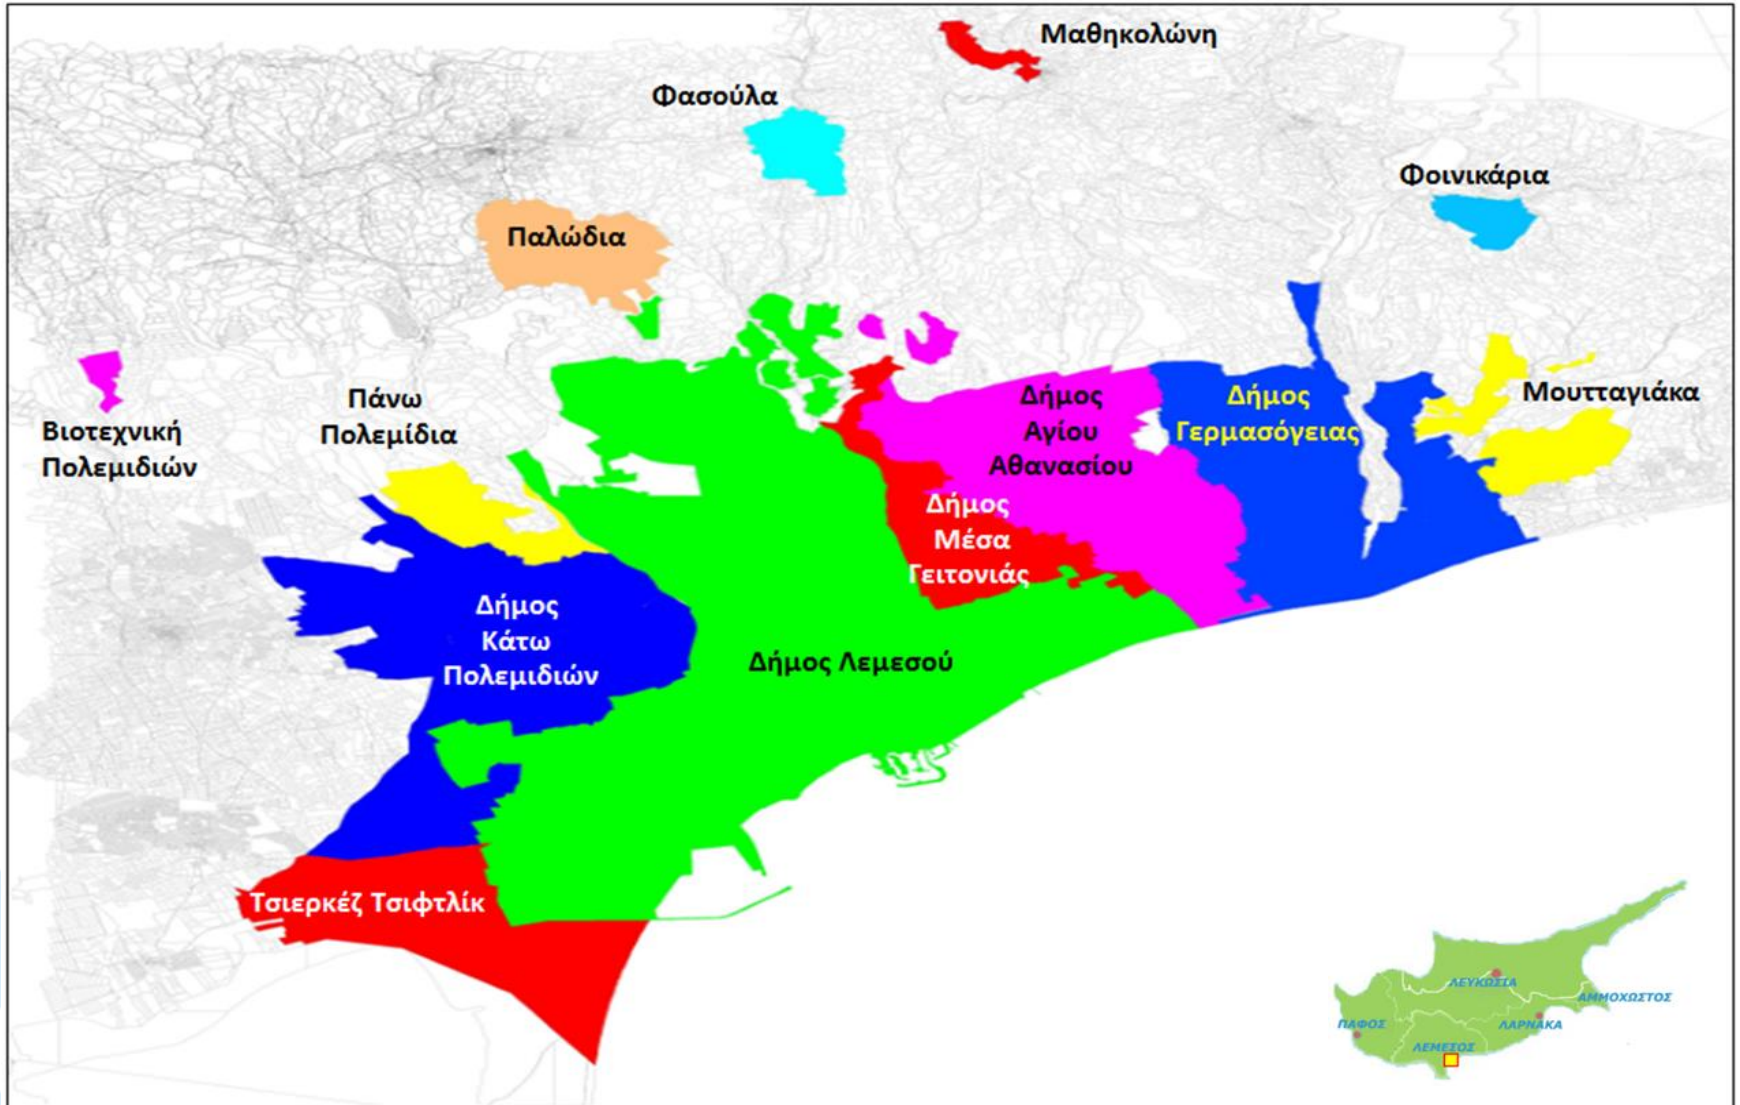 Μαθηκολώνη
Φασούλα
Φοινικάρια
Παλώδια
Βιοτεχνική
Πολεμιδιών
Πάνω
Πολεμίδια
Δήμος
Αγίου
Αθανασίου
Δήμος
Γερμασόγειας
Μουτταγιάκα
Δήμος
Μέσα
Γειτονιάς
Δήμος
Κάτω
Πολεμιδιών
Δήμος Λεμεσού
Τσιερκέζ Τσιφτλίκ
ΛΕΥΚΩΣΙΑ
ΑΜΜΟΧΩΣΤΟΣ
ΠΑΦΟΣ
ΛΑΡΝΑΚΑ
ΛΕΜΕΣΟΣ